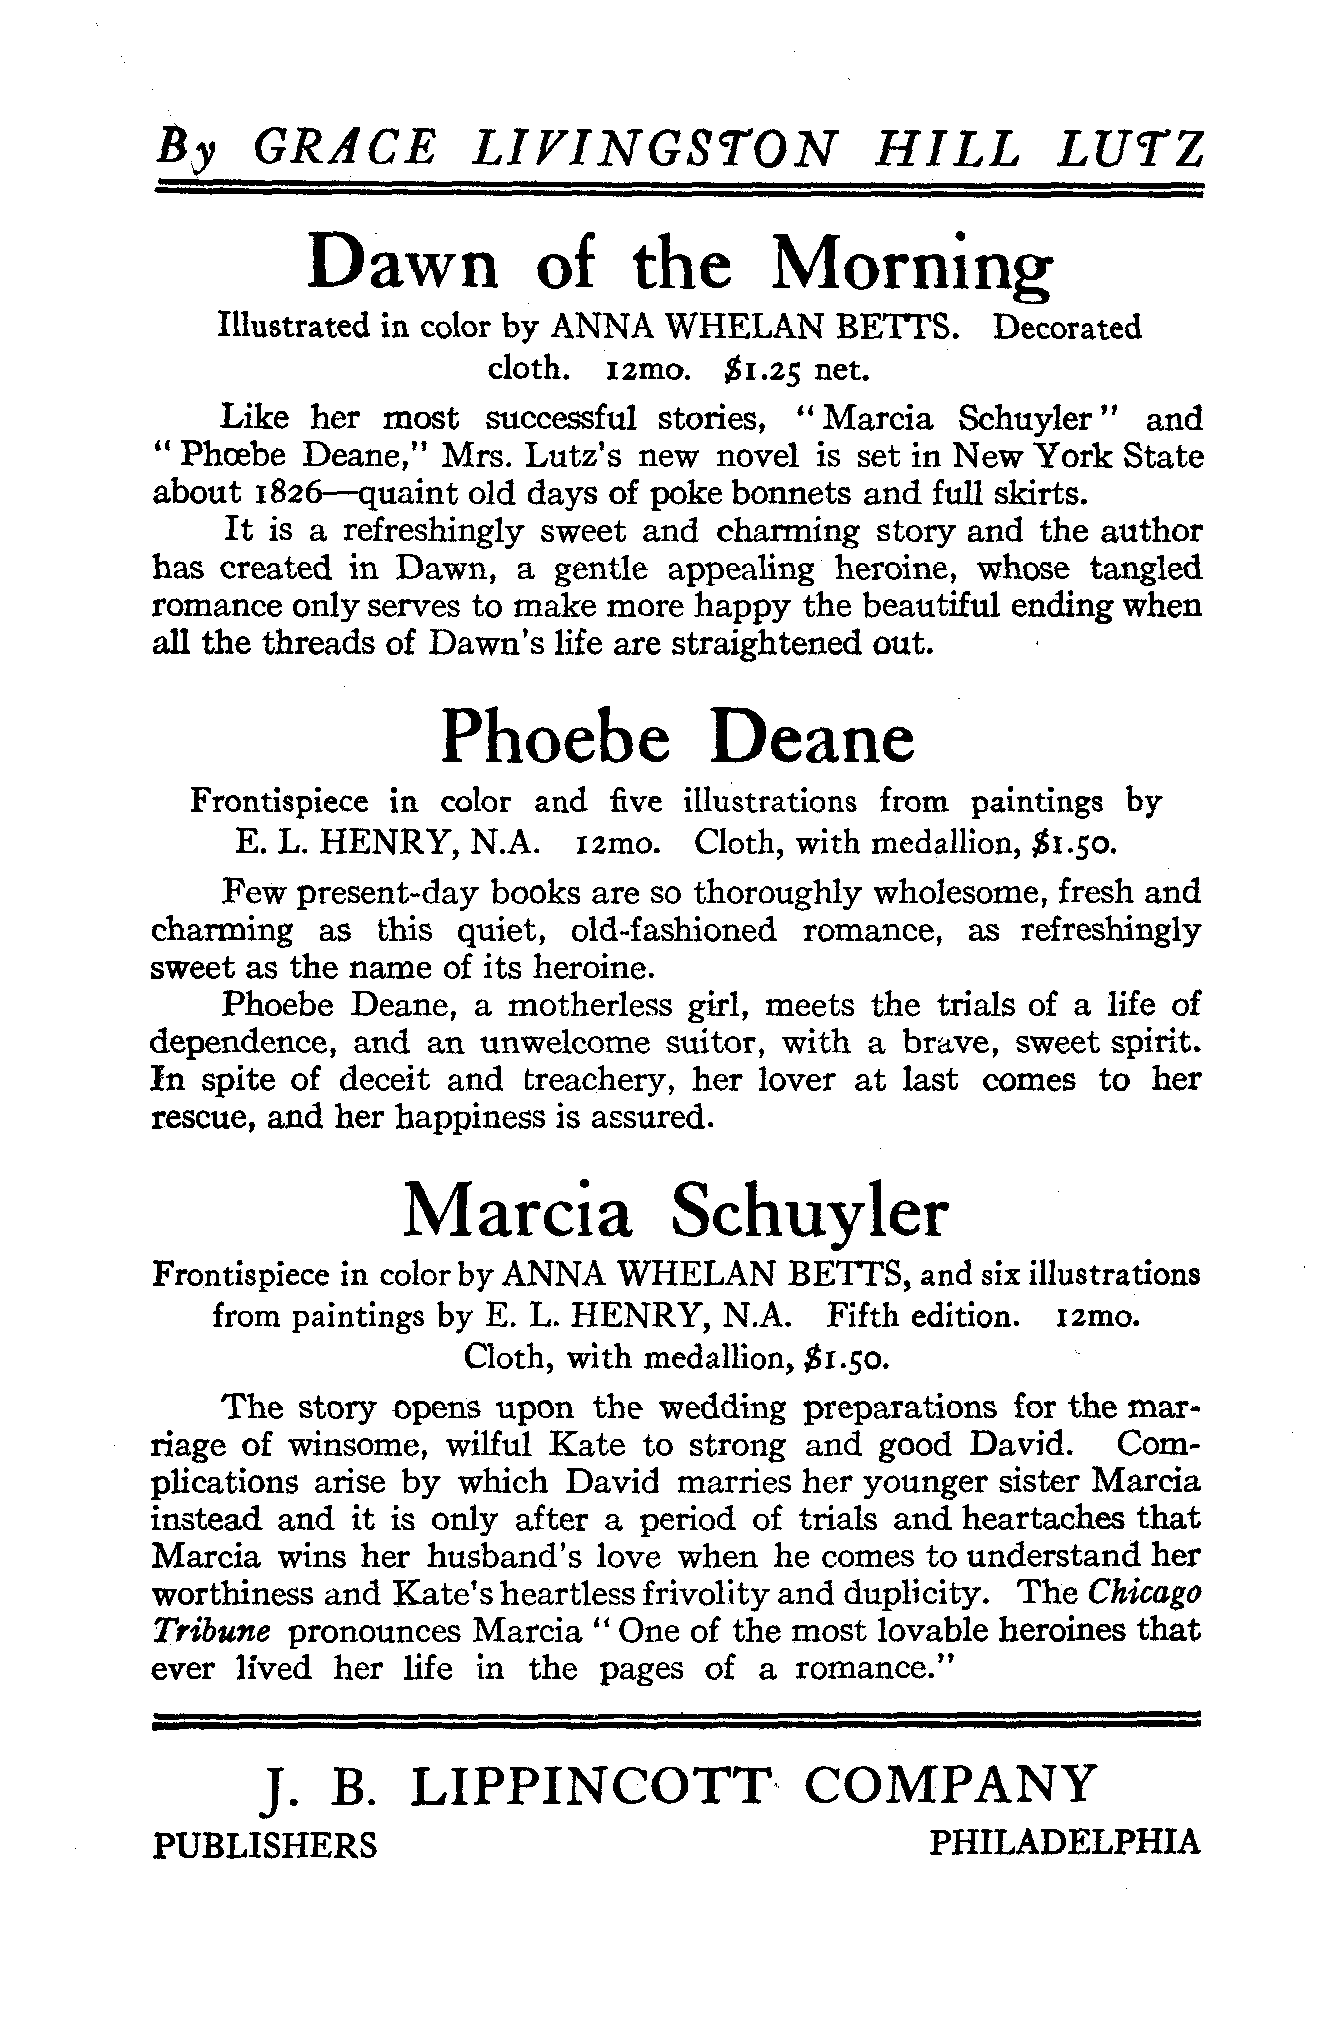 By GRACE LIVINGSTON HILL LUTZ
Dawn of the Morning
Illustrated in color by ANNA WHELAN BETTS. Decorated
cloth. 12mo. $1.25 net.
Like her most successful stories, "Marcia Schuyler" and
"Phœbe Deane," Mrs. Lutz's new novel is set in New York State
about 1826—quaint old days of poke bonnets and full skirts.
It is a refreshingly sweet and charming story and the author
has created in Dawn, a gentle appealing heroine, whose tangled
romance only serves to make more happy the beautiful ending when
all the threads of Dawn's life are straightened out.
Phoebe Deane
Frontispiece in color and five illustrations from paintings by
E. L. HENRY, N.A. 12mo. Cloth, with medallion, $1.50.
Few present-day books are so thoroughly wholesome, fresh and
charming as this quiet, old-fashioned romance, as refreshingly
sweet as the name of its heroine.
Phoebe Deane, a motherless girl, meets the trials of a life of
dependence, and an unwelcome suitor, with a brave, sweet spirit.
In spite of deceit and treachery, her lover at last comes to her
rescue, and her happiness is assured.
Marcia Schuyler
Frontispiece in color by ANNA WHELAN BETTS, and six illustrations
from paintings by E. L. HENRY, N.A. Fifth edition. 12mo.
Cloth, with medallion, $1.50.
The story opens upon the wedding preparations for the mar-
riage of winsome, wilful Kate to strong and good David. Com-
plications arise by which David marries her younger sister Marcia
instead and it is only after a period of trials and heartaches that
Marcia wins her husband's love when he comes to understand her
worthiness and Kate's heartless frivolity and duplicity. The Chicago
Tribune pronounces Marcia "One of the most lovable heroines that
ever lived her life in the pages of a romance."
J. B. LIPPINCOTT COMPANY
PUBLISHERS PHILADELPHIA